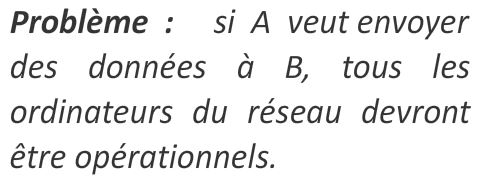 Problème : si A veut envoyer
des données à B, tous les
ordinateurs du réseau devront
être opérationnels.